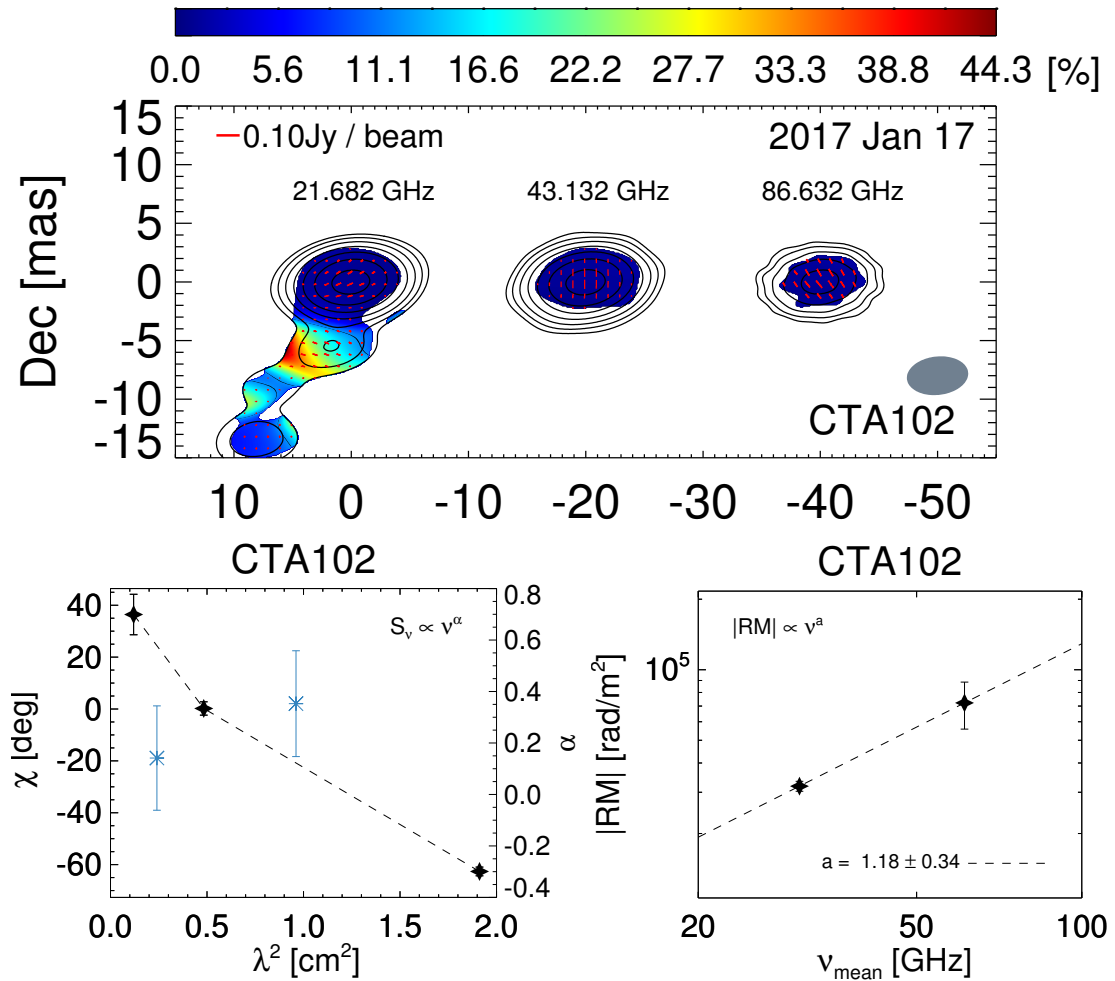 0.0 5.6 11.1 16.6 22.2 27.7 33.3 38.8 44.3 [%]
15
10
5
0
-5
-10
-15
Dec [mas]
0.10Jy / beam
2017 Jan 17
21.682 GHz
43.132 GHz
86.632 GHz
CTA102
10 0 -10 -20 -30 -40 -50
CTA102
40
20
0
-20
-40
-60
χ [deg]
S_ν ∝ ν^α
0.8
0.6
0.4
0.2
0.0
-0.2
-0.4
α
0.0 0.5 1.0 1.5 2.0
λ² [cm²]
CTA102
|RM| ∝ ν^a
10⁵
|RM| [rad/m²]
a = 1.18 ± 0.34
20 50 100
ν_mean [GHz]